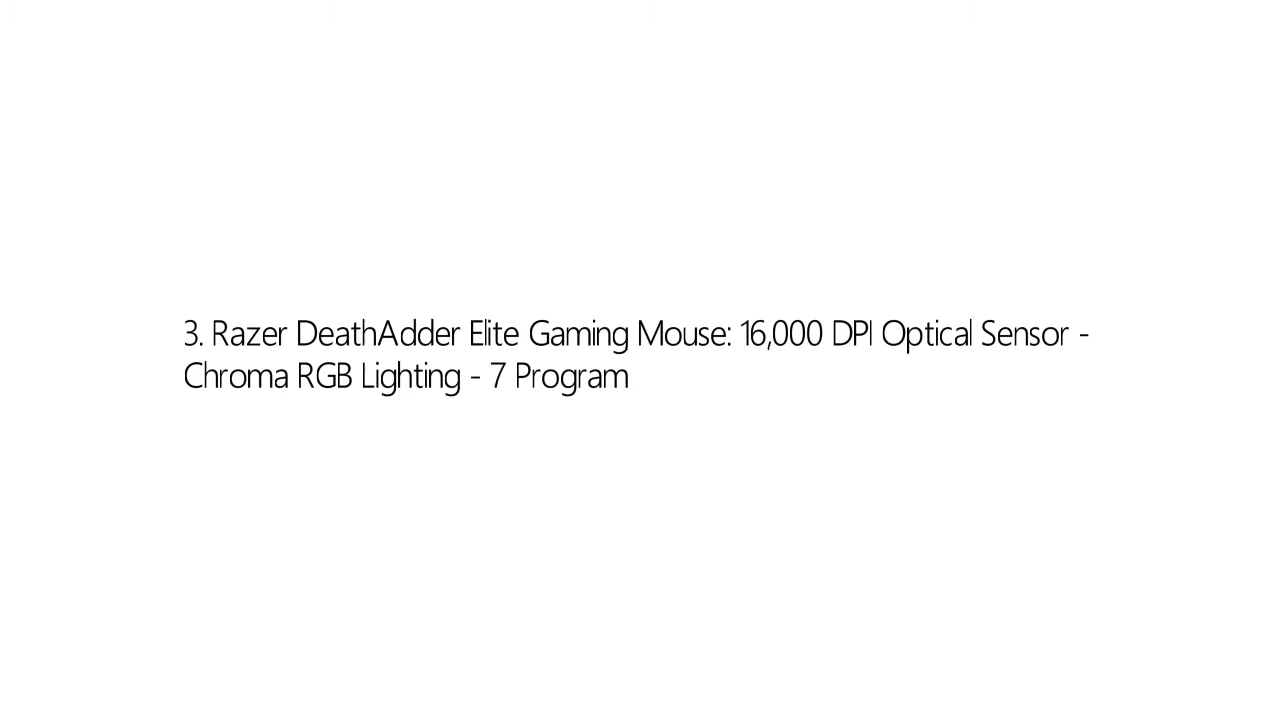 3. Razer DeathAdder Elite Gaming Mouse: 16,000 DPI Optical Sensor -
Chroma RGB Lighting - 7 Program